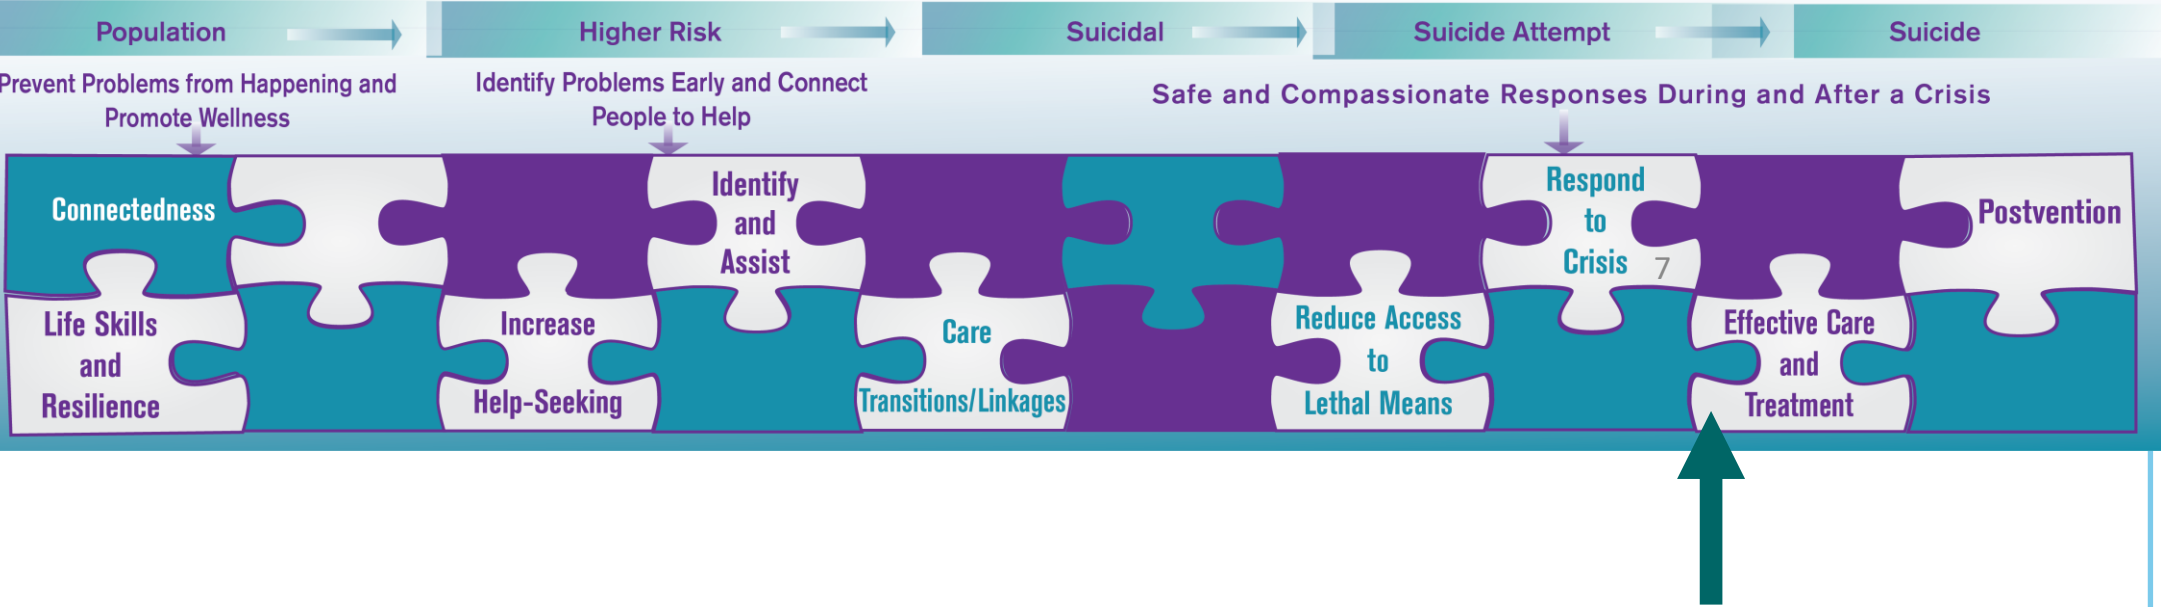 Population
Higher Risk
Suicidal
Suicide Attempt
Suicide
Prevent Problems from Happening and
Promote Wellness
Identify Problems Early and Connect
People to Help
Safe and Compassionate Responses During and After a Crisis
Connectedness
Identify
and
Assist
Respond
to
Crisis
7
Postvention
Life Skills
and
Resilience
Increase
Help-Seeking
Care
Transitions/Linkages
Reduce Access
to
Lethal Means
Effective Care
and
Treatment